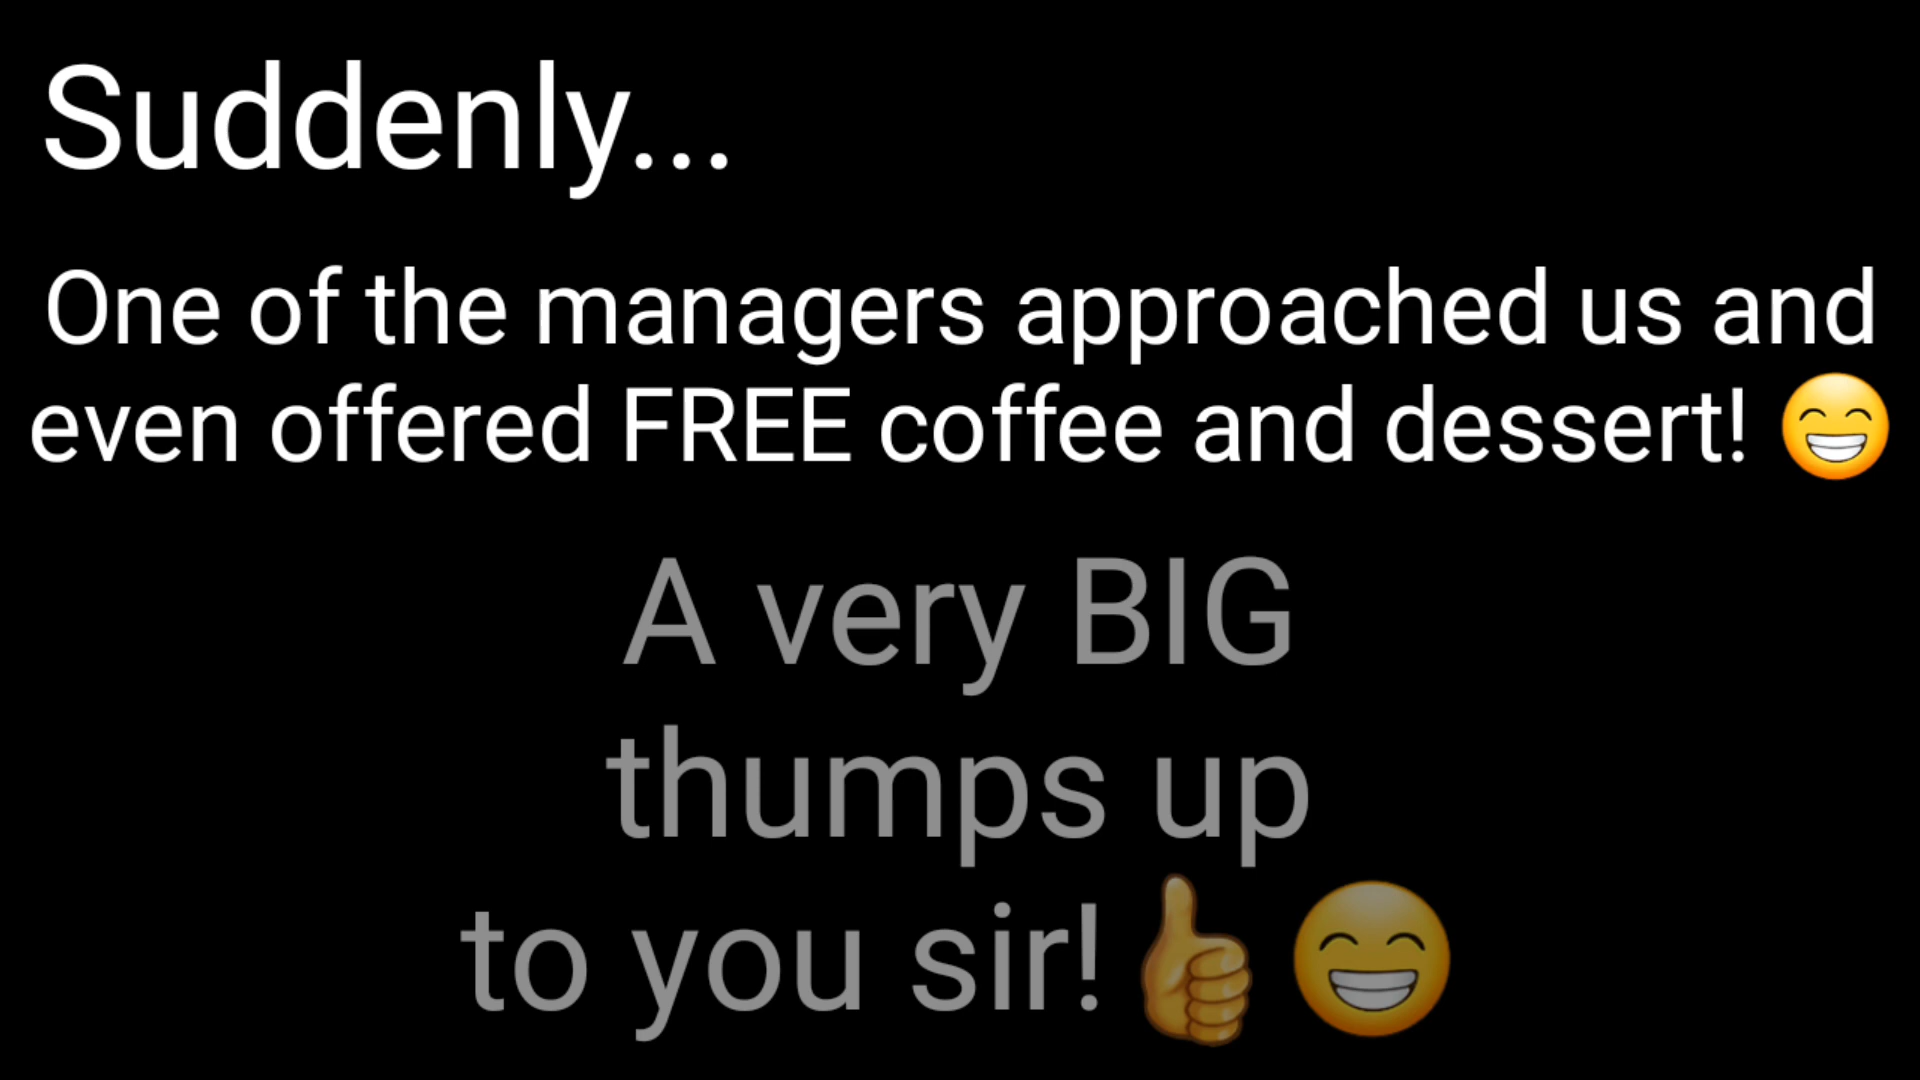 Suddenly...
One of the managers approached us and
even offered FREE coffee and dessert! 😁
A very BIG
thumps up
to you sir!👍😁